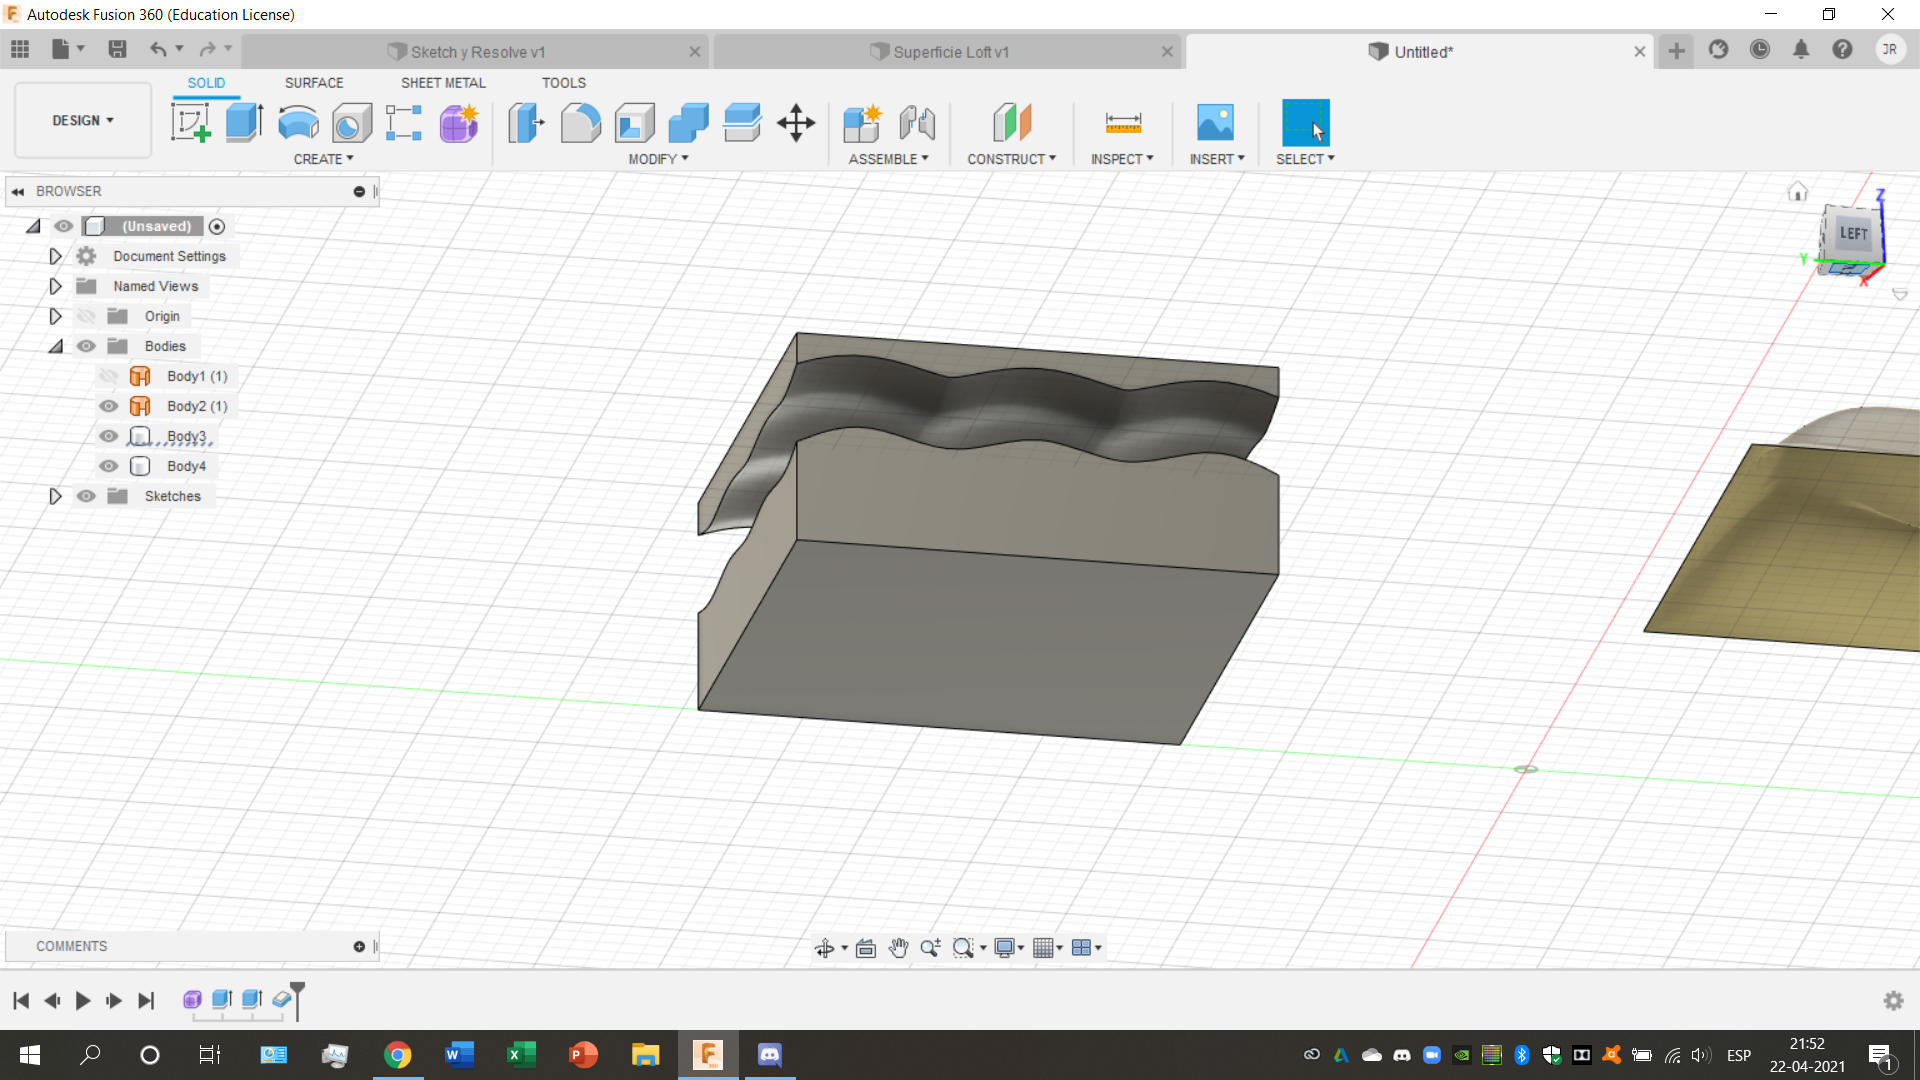 Autodesk Fusion 360 (Education License)
Sketch y Resolve v1
Superficie Loft v1
Untitled*
JR
SOLID
SURFACE
SHEET METAL
TOOLS
DESIGN
CREATE
MODIFY
ASSEMBLE
CONSTRUCT
INSPECT
INSERT
SELECT
BROWSER
(Unsaved)
Document Settings
Named Views
Origin
Bodies
Body1 (1)
Body2 (1)
Body3
Body4
Sketches
Z
LEFT
Y
X
COMMENTS
ESP
21:52
22-04-2021
1